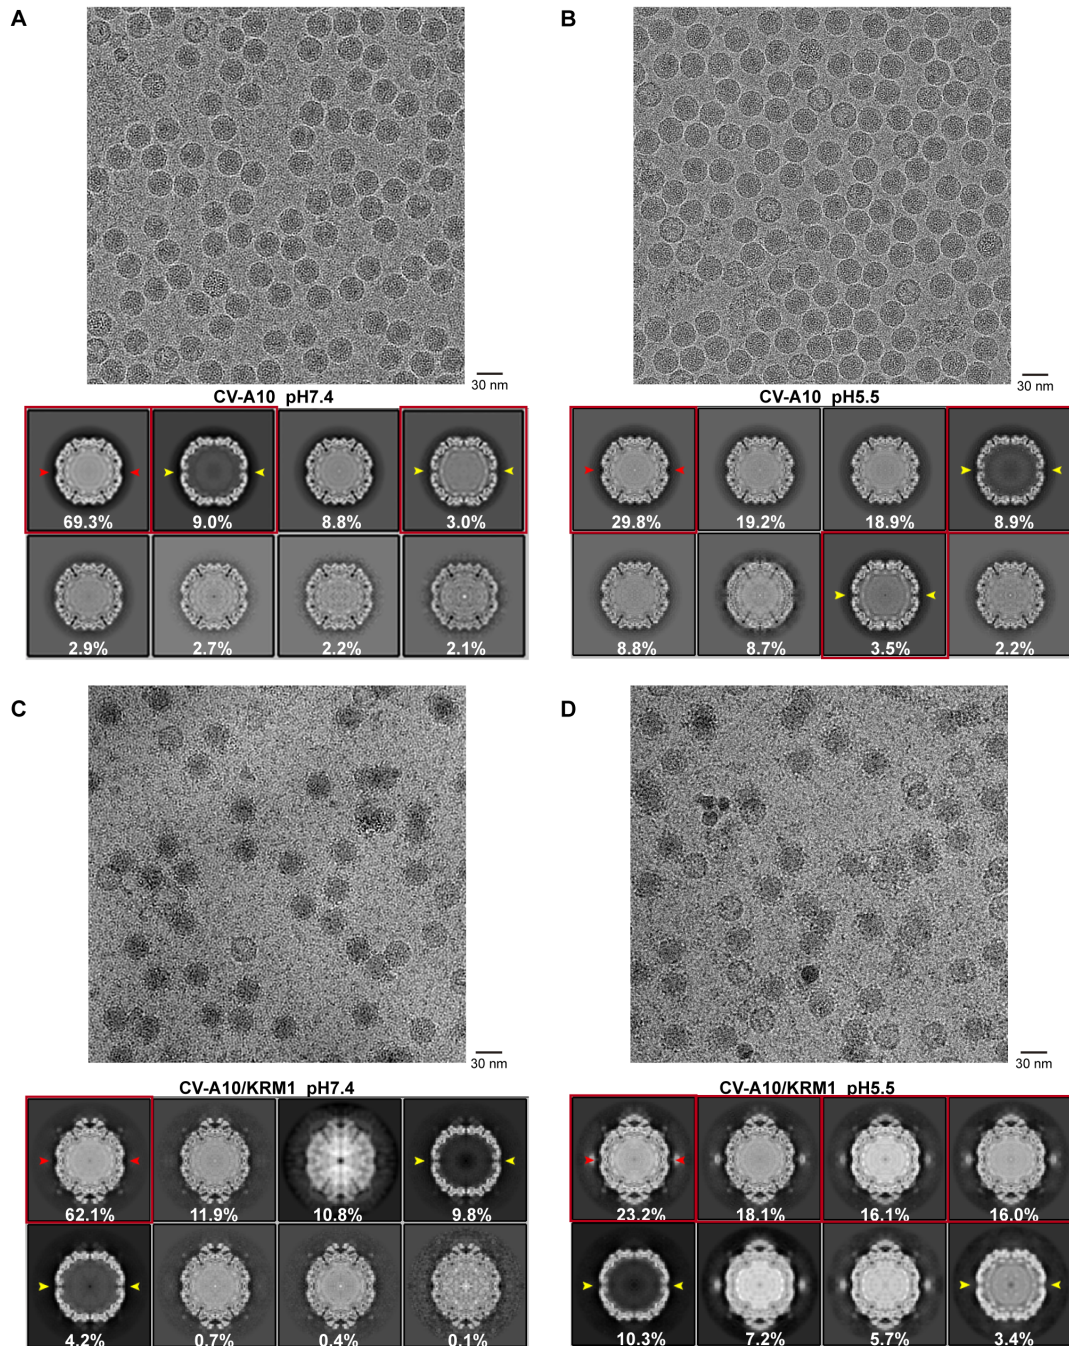 A
B
30 nm
30 nm
CV-A10 pH7.4
CV-A10 pH5.5
69.3%
9.0%
8.8%
3.0%
29.8%
19.2%
18.9%
8.9%
2.9%
2.7%
2.2%
2.1%
8.8%
8.7%
3.5%
2.2%
C
D
30 nm
30 nm
CV-A10/KRM1 pH7.4
CV-A10/KRM1 pH5.5
62.1%
11.9%
10.8%
9.8%
23.2%
18.1%
16.1%
16.0%
4.2%
0.7%
0.4%
0.1%
10.3%
7.2%
5.7%
3.4%